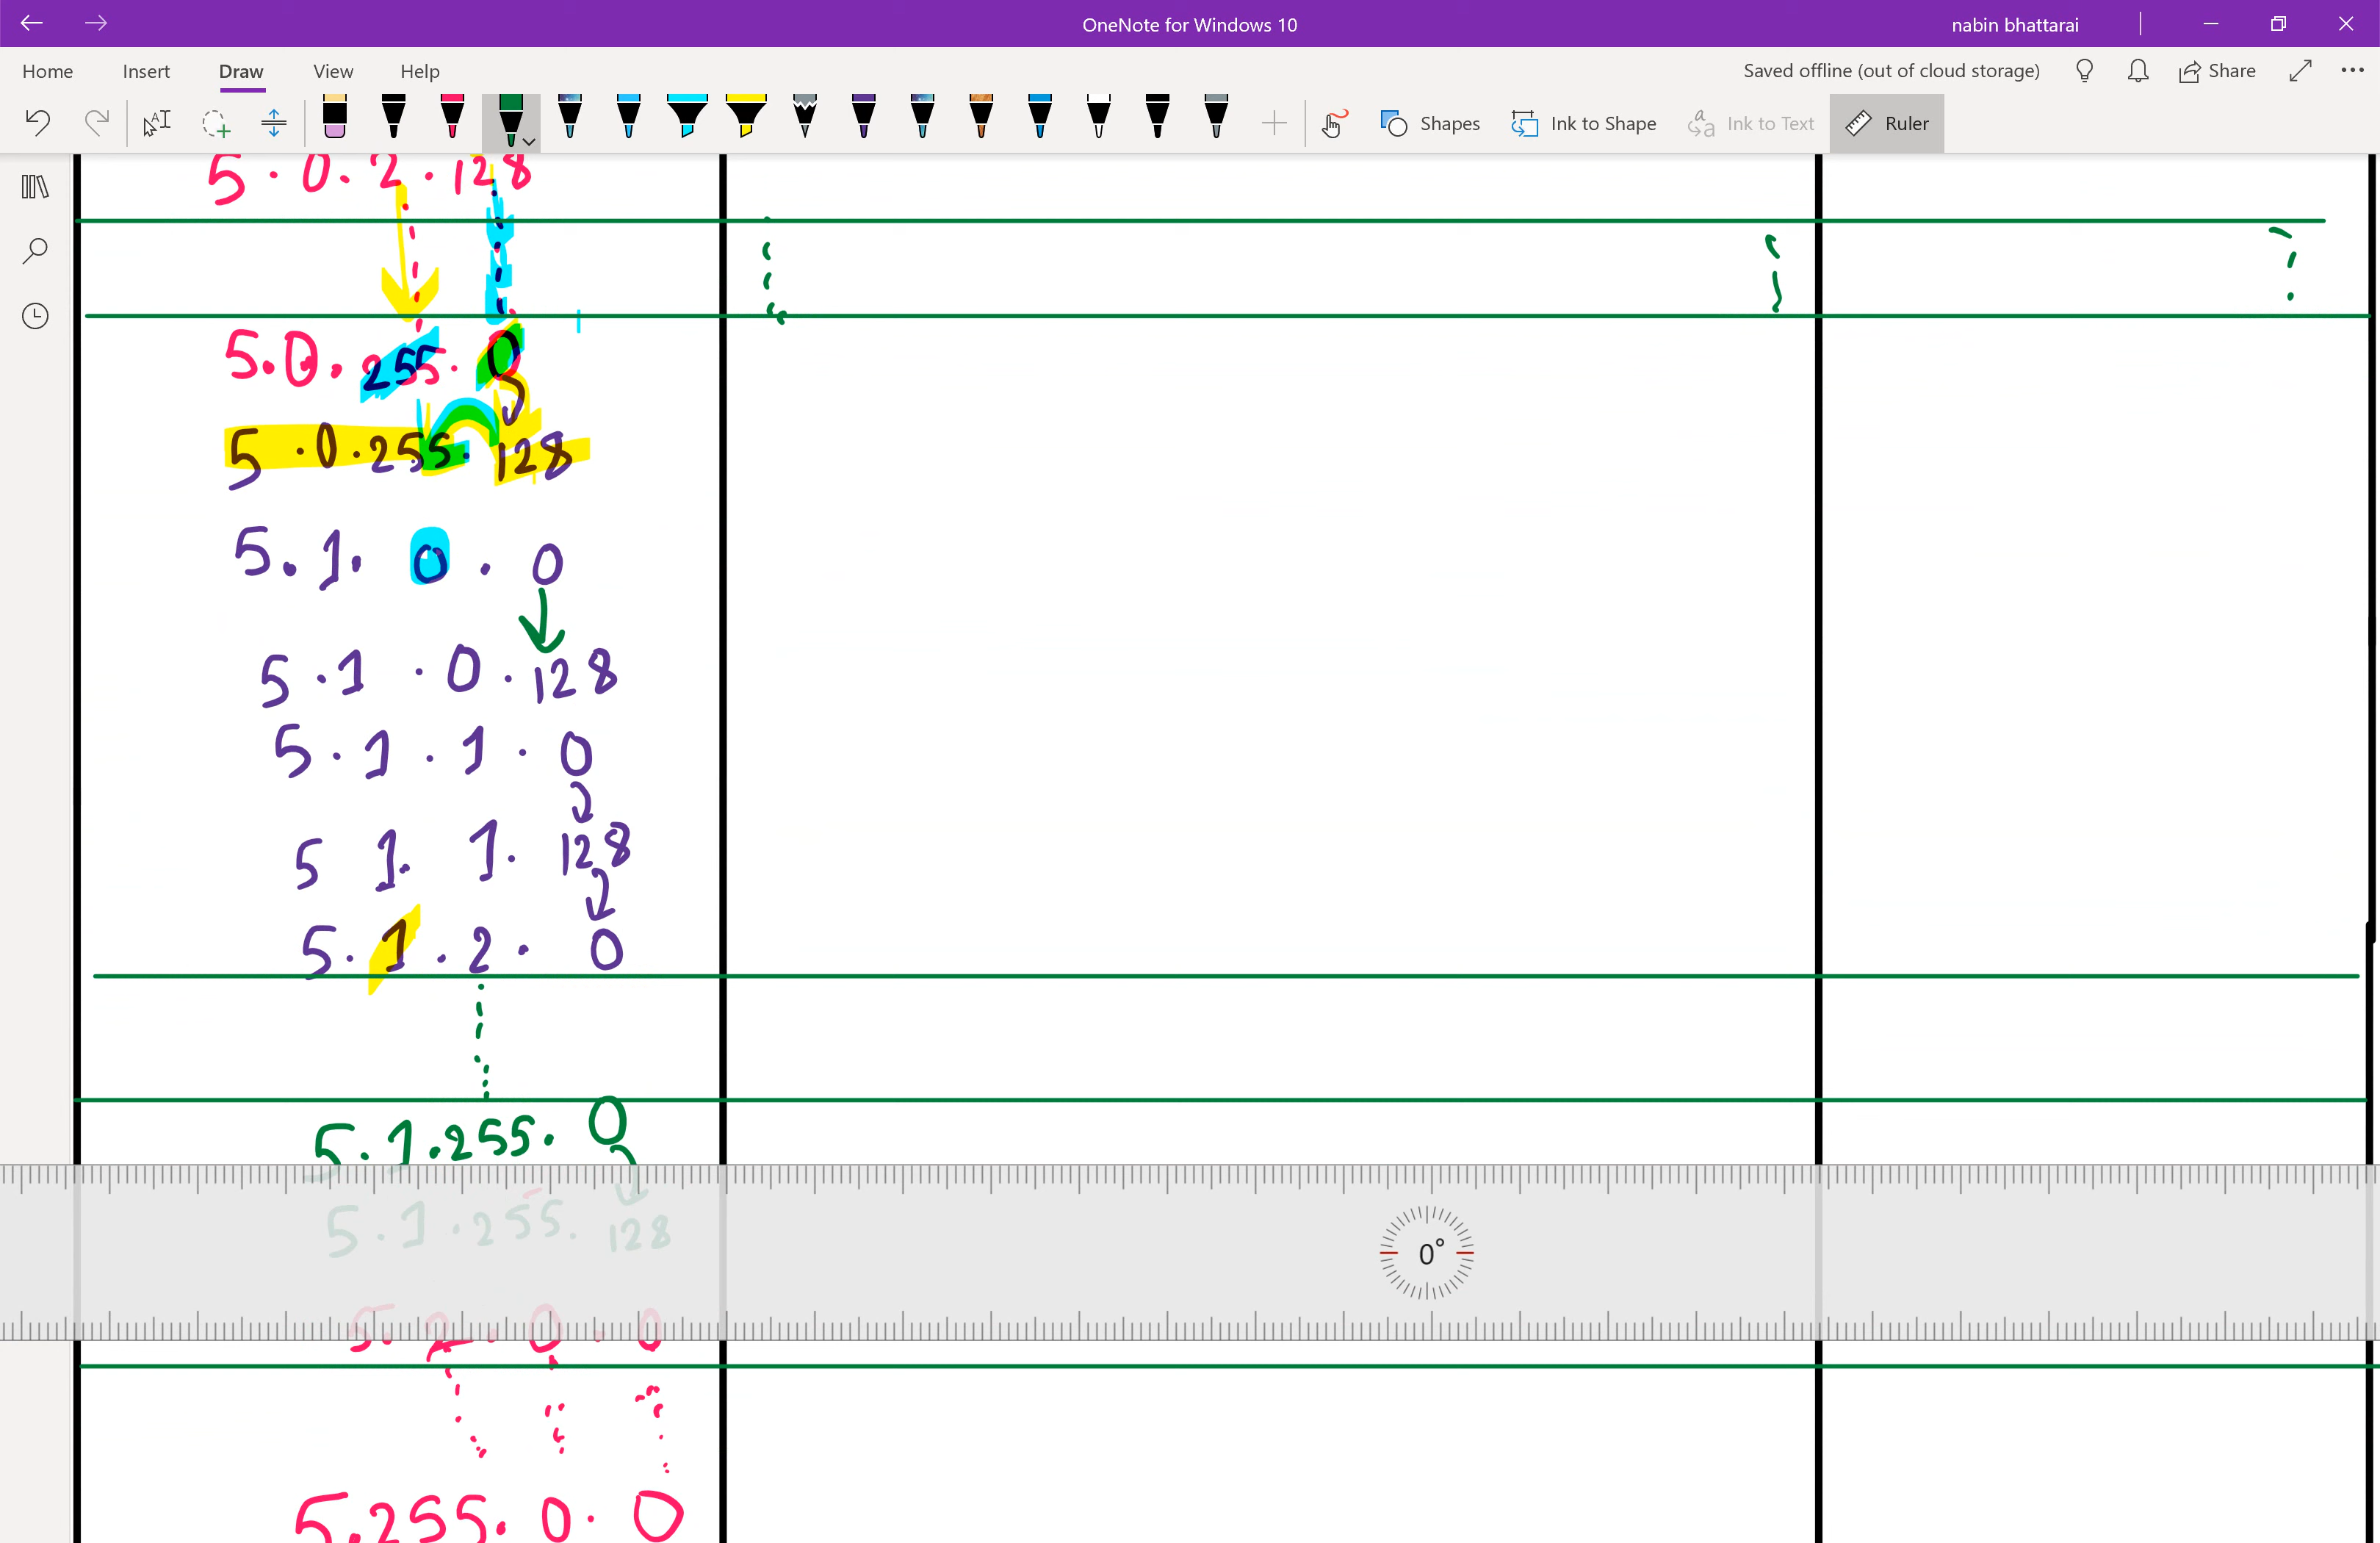 OneNote for Windows 10
nabin bhattarai
Home Insert Draw View Help
Saved offline (out of cloud storage)
Share
Shapes
Ink to Shape
Ink to Text
Ruler
5.0.2.128
5.0.255.0
5.0.255.128
5.1.0.0
5.1.0.128
5.1.1.0
5 1. 1. 128
5.1.2.0
5.1.255.0
5.1.255.128
0°
5.2.0.0
5.255.0.0